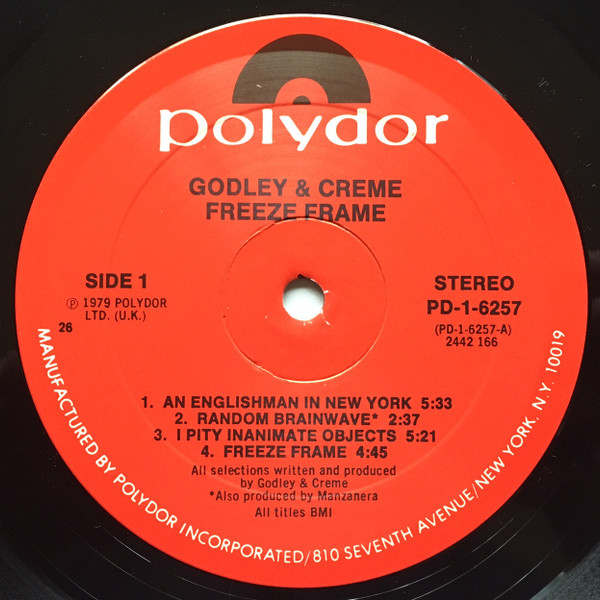 polydor
GODLEY & CREME
FREEZE FRAME
SIDE 1
℗ 1979 POLYDOR
LTD. (U.K.)
26
STEREO
PD-1-6257
(PD-1-6257-A)
2442 166
1. AN ENGLISHMAN IN NEW YORK 5:33
2. RANDOM BRAINWAVE* 2:37
3. I PITY INANIMATE OBJECTS 5:21
4. FREEZE FRAME 4:45
All selections written and produced
by Godley & Creme
*Also produced by Manzanera
All titles BMI
MANUFACTURED BY POLYDOR INCORPORATED/810 SEVENTH AVENUE/NEW YORK, N.Y. 10019